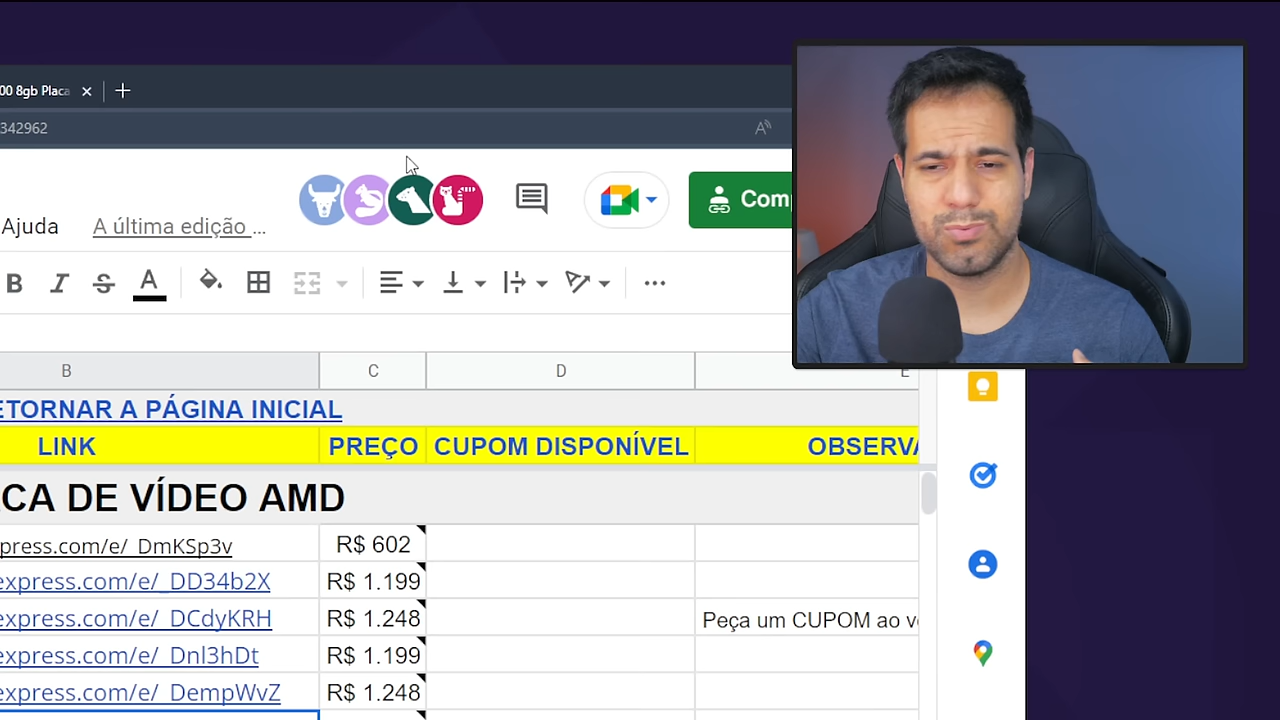 00 8gb Placa
342962
Ajuda A última edição ...
Com
B I S A
B C D E
ETORNAR A PÁGINA INICIAL
LINK PREÇO CUPOM DISPONÍVEL OBSERVA
CA DE VÍDEO AMD
press.com/e/_DmKSp3v R$ 602
express.com/e/_DD34b2X R$ 1.199
express.com/e/_DCdyKRH R$ 1.248 Peça um CUPOM ao ve
express.com/e/_Dnl3hDt R$ 1.199
express.com/e/_DempWvZ R$ 1.248